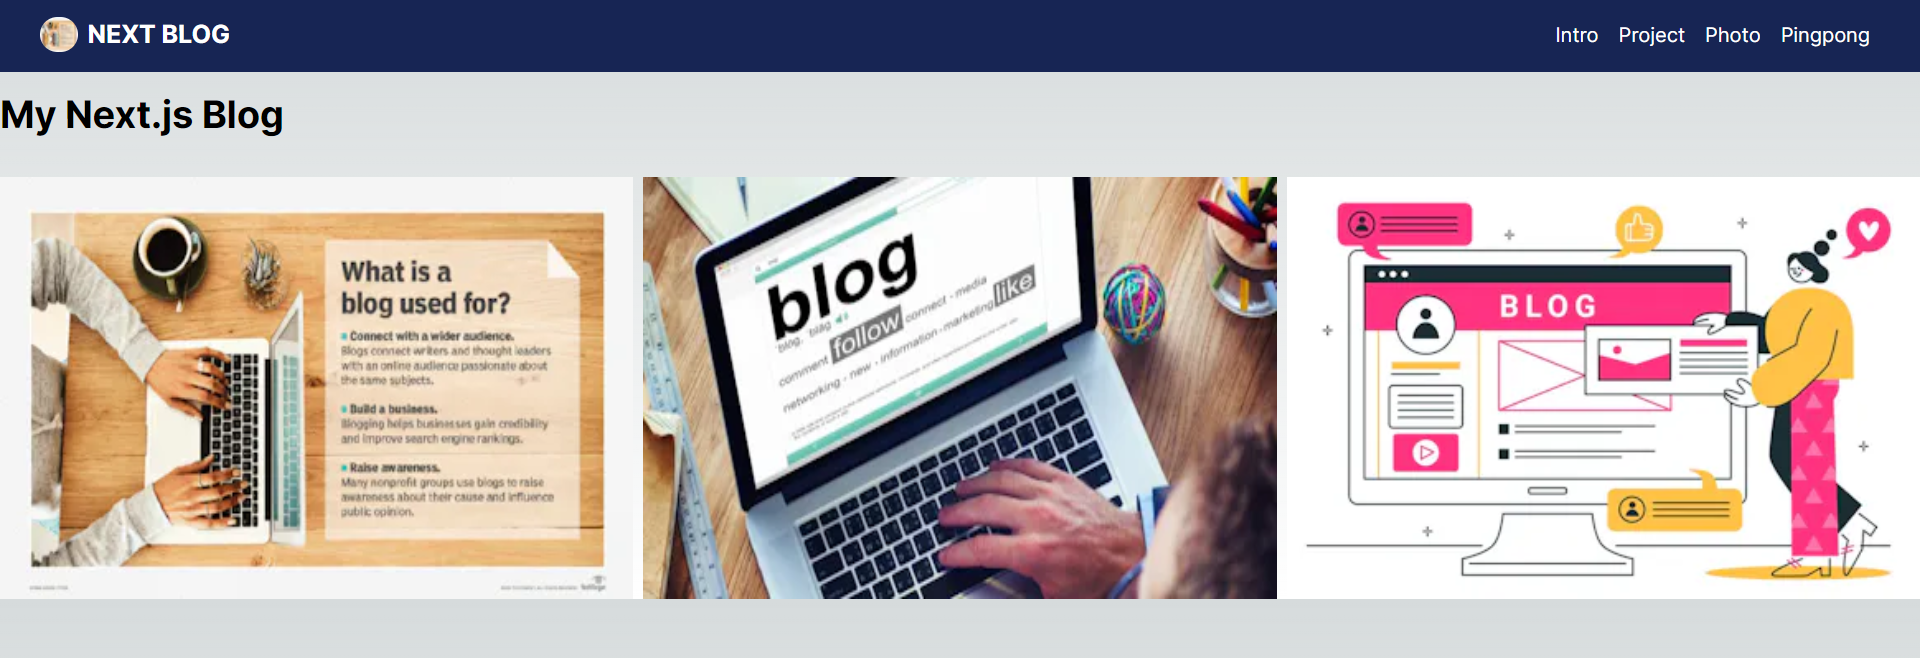 NEXT BLOG
Intro Project Photo Pingpong
My Next.js Blog
What is a
blog used for?
Connect with a wider audience.
Blogs connect writers and thought leaders
with an online audience passionate about
the same subjects.
Build a business.
Blogging helps businesses gain credibility
and improve search engine rankings.
Raise awareness.
Many nonprofit groups use blogs to raise
awareness about their cause and influence
public opinion.
blog
blog. blog
comment follow connect - media
networking - new - information - marketing like
BLOG